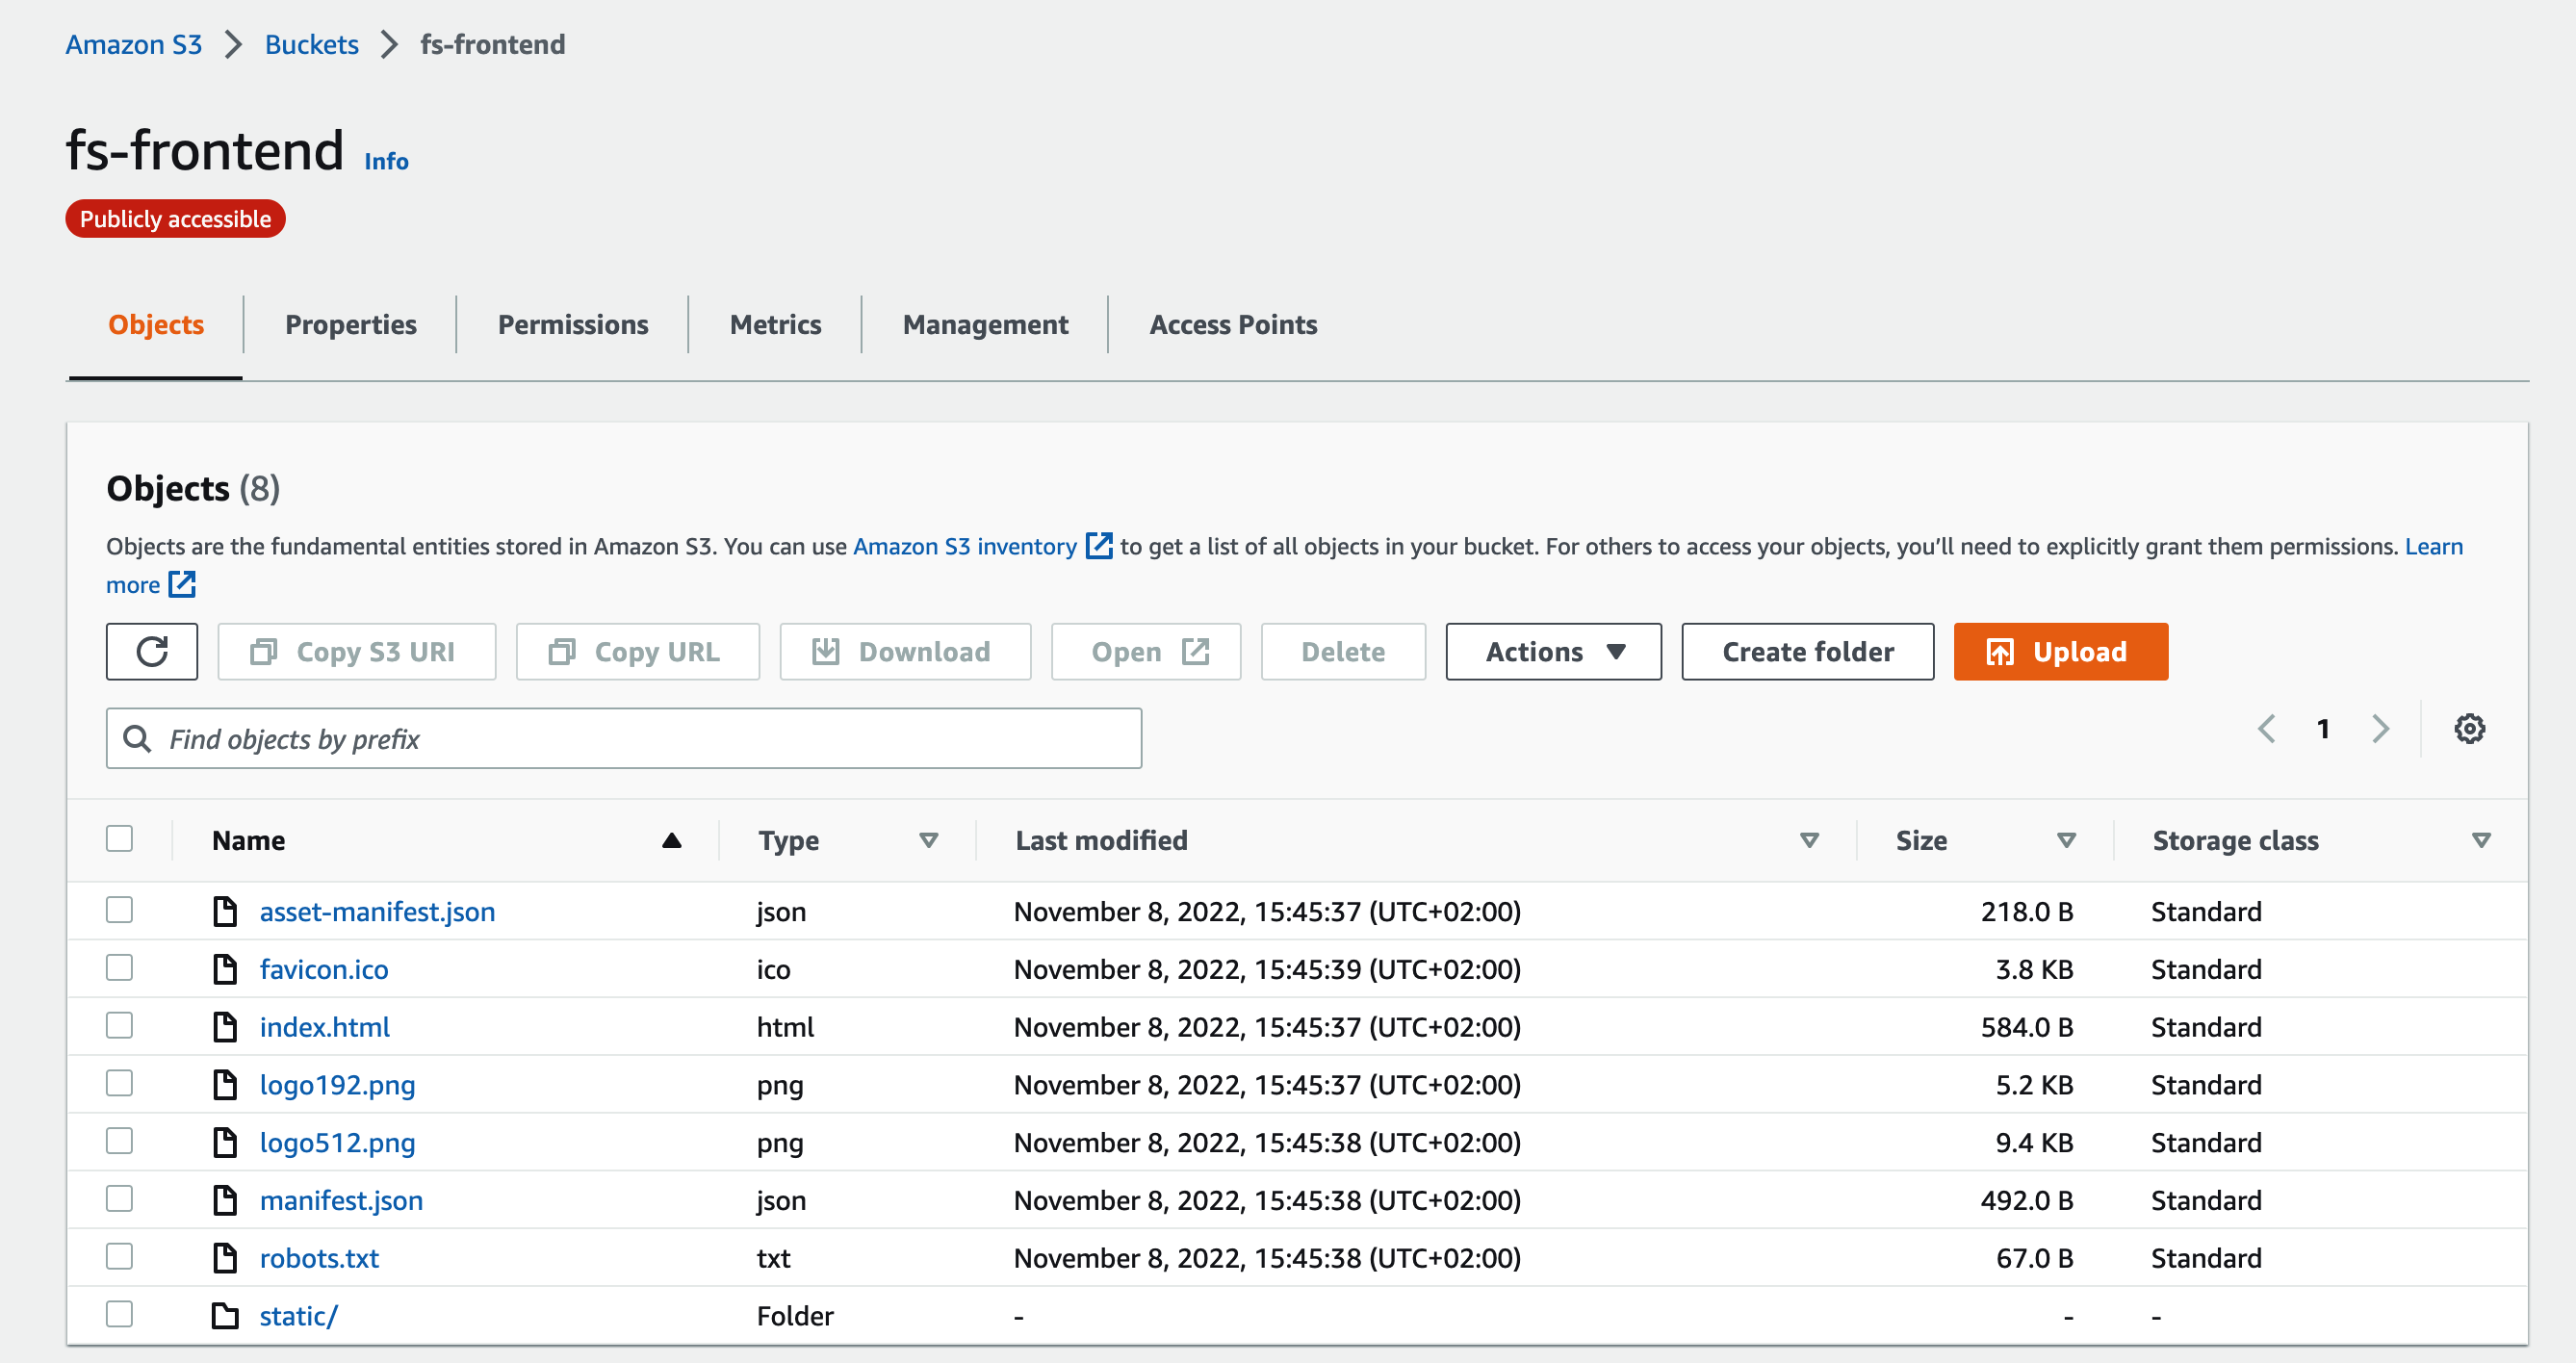 Amazon S3 > Buckets > fs-frontend
fs-frontend Info
Publicly accessible
Objects Properties Permissions Metrics Management Access Points
Objects (8)
Objects are the fundamental entities stored in Amazon S3. You can use Amazon S3 inventory to get a list of all objects in your bucket. For others to access your objects, you’ll need to explicitly grant them permissions. Learn
more
Copy S3 URI Copy URL Download Open Delete Actions Create folder Upload
Find objects by prefix 1
Name Type Last modified Size Storage class
asset-manifest.json json November 8, 2022, 15:45:37 (UTC+02:00) 218.0 B Standard
favicon.ico ico November 8, 2022, 15:45:39 (UTC+02:00) 3.8 KB Standard
index.html html November 8, 2022, 15:45:37 (UTC+02:00) 584.0 B Standard
logo192.png png November 8, 2022, 15:45:37 (UTC+02:00) 5.2 KB Standard
logo512.png png November 8, 2022, 15:45:38 (UTC+02:00) 9.4 KB Standard
manifest.json json November 8, 2022, 15:45:38 (UTC+02:00) 492.0 B Standard
robots.txt txt November 8, 2022, 15:45:38 (UTC+02:00) 67.0 B Standard
static/ Folder - - -